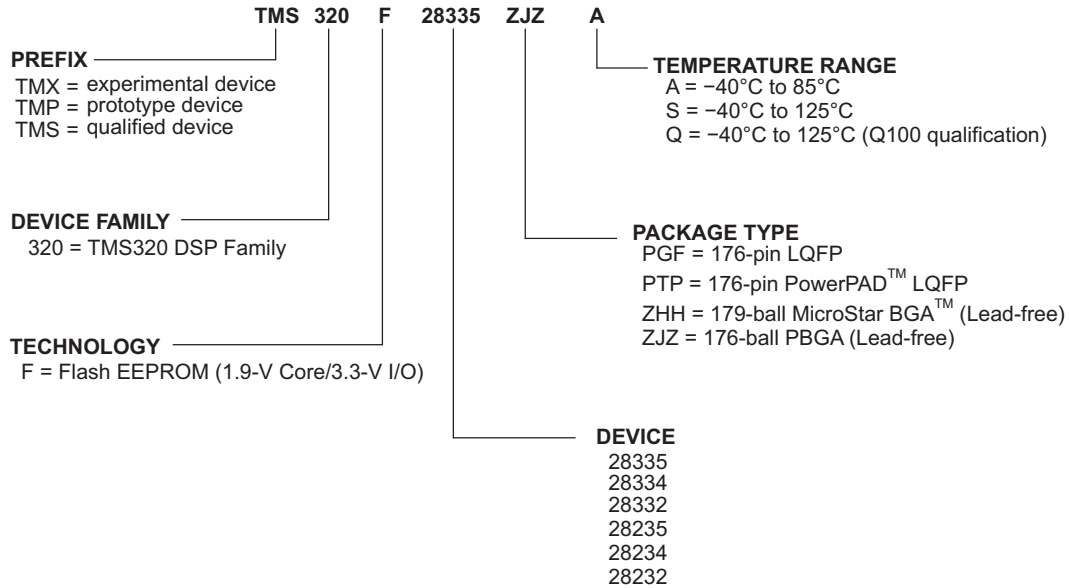 TMS 320 F 28335 ZJZ A
PREFIX
TMX = experimental device
TMP = prototype device
TMS = qualified device
TEMPERATURE RANGE
A = −40°C to 85°C
S = −40°C to 125°C
Q = −40°C to 125°C (Q100 qualification)
DEVICE FAMILY
320 = TMS320 DSP Family
PACKAGE TYPE
PGF = 176-pin LQFP
PTP = 176-pin PowerPAD™ LQFP
ZHH = 179-ball MicroStar BGA™ (Lead-free)
ZJZ = 176-ball PBGA (Lead-free)
TECHNOLOGY
F = Flash EEPROM (1.9-V Core/3.3-V I/O)
DEVICE
28335
28334
28332
28235
28234
28232